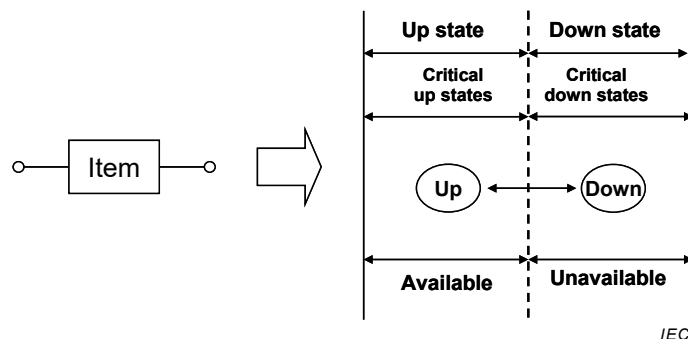 Up state
Down state
Critical
up states
Critical
down states
Item
Up
Down
Available
Unavailable
IEC